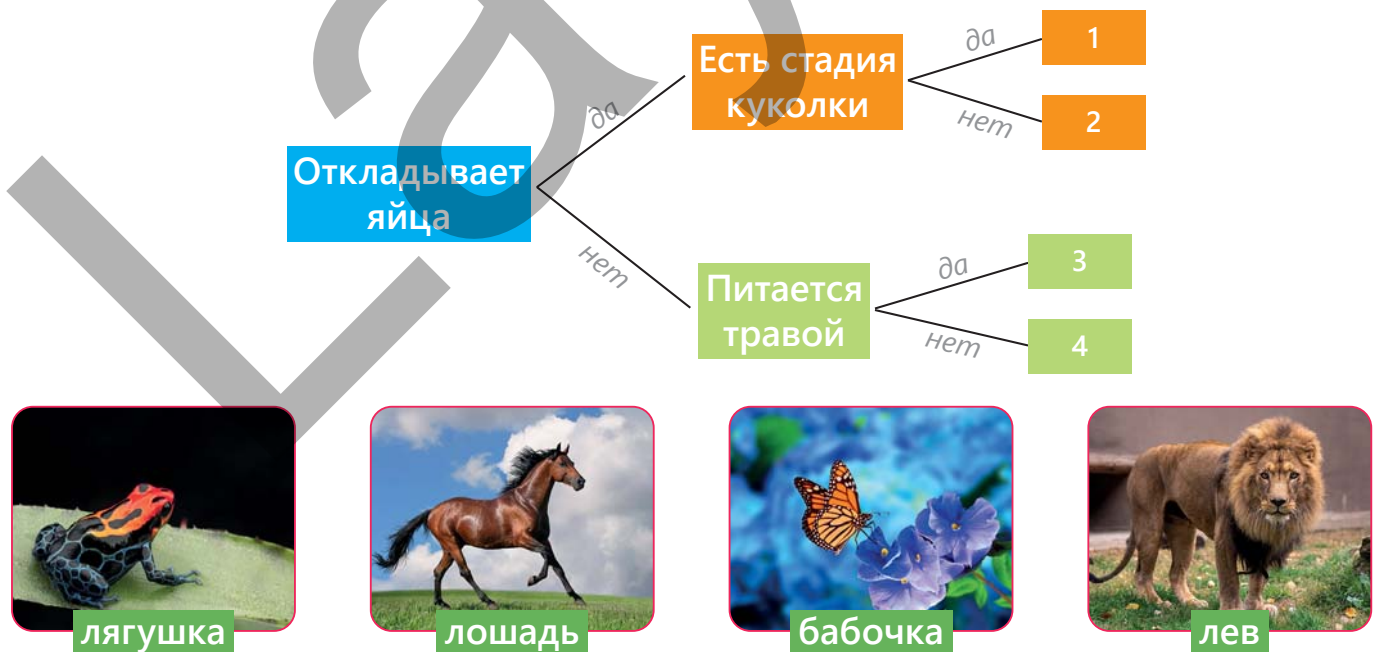 да
1
Есть стадия
куколки
нет
2
да
Откладывает
яйца
нет
да
3
Питается
травой
нет
4
лягушка
лошадь
бабочка
лев